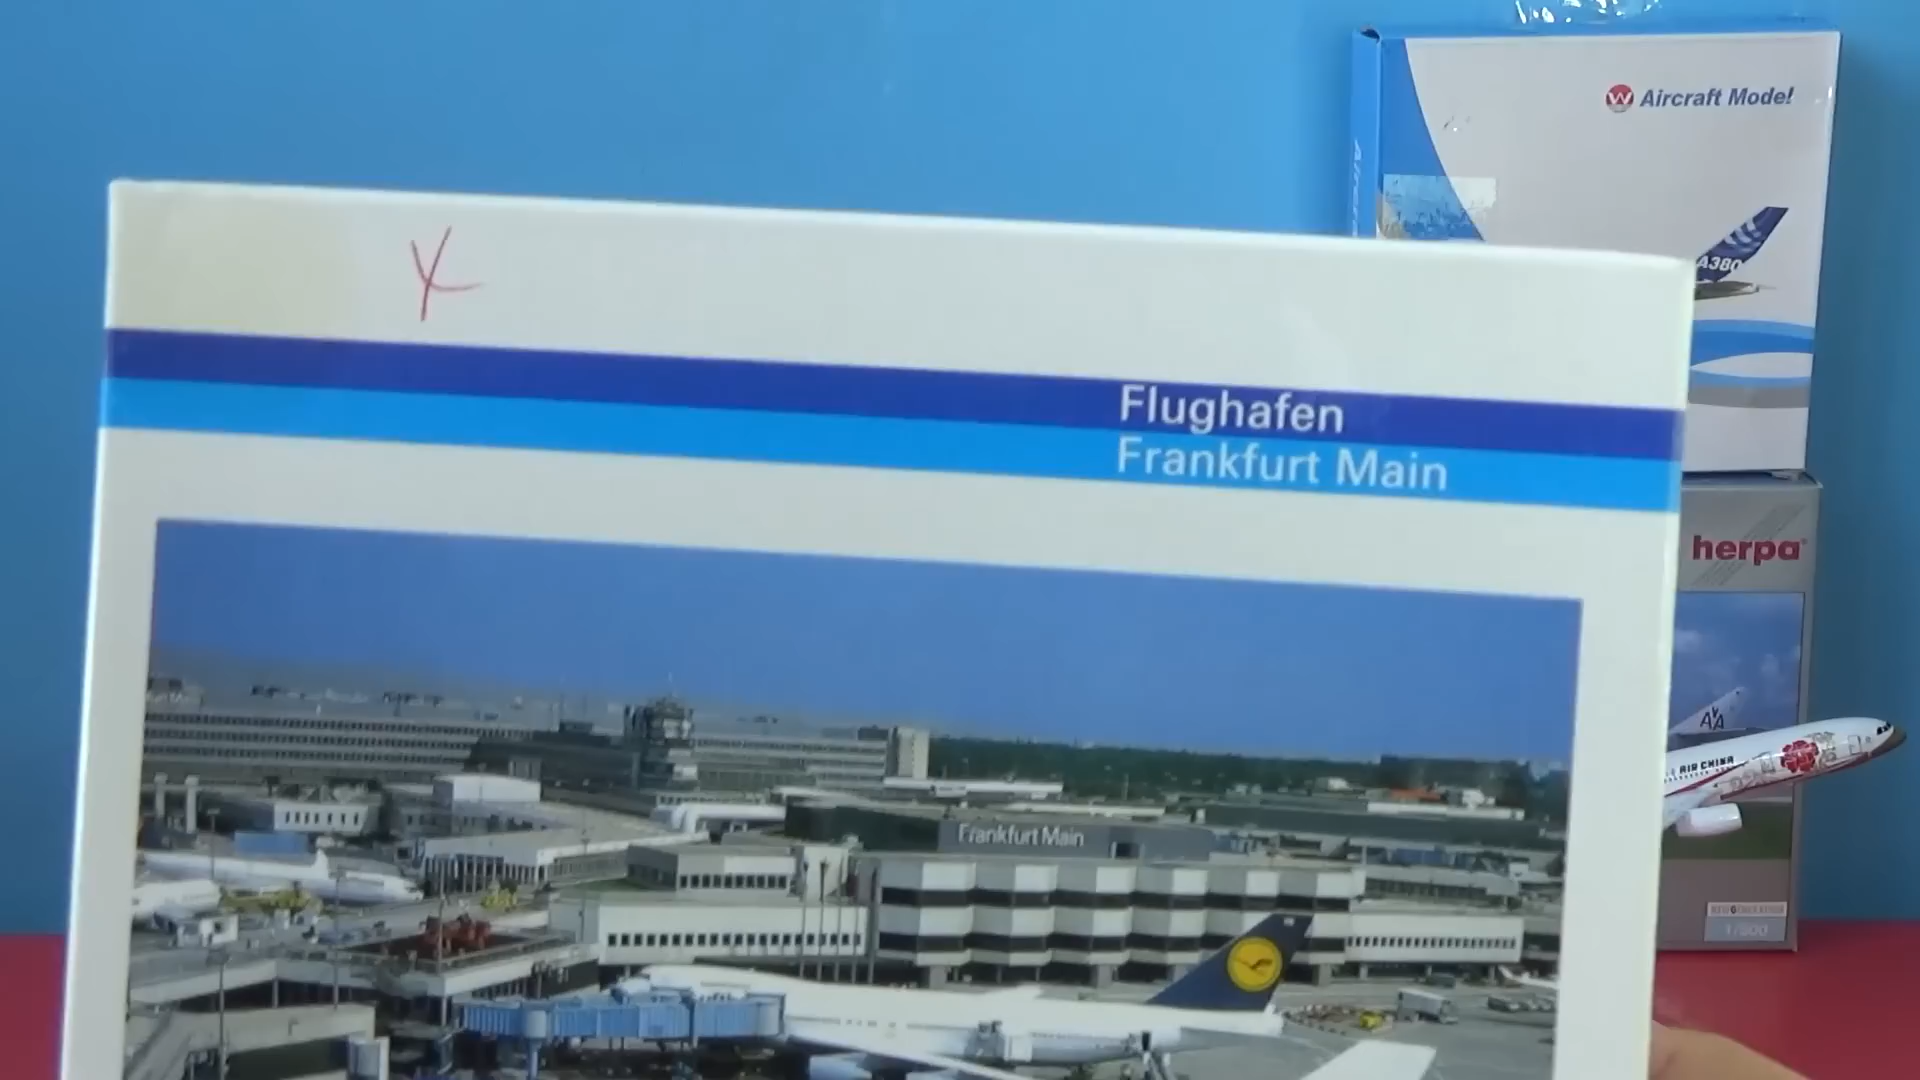 Flughafen
Frankfurt Main
Frankfurt Main
W Aircraft Model
A380
herpa
AA
AIR CHINA
1/500